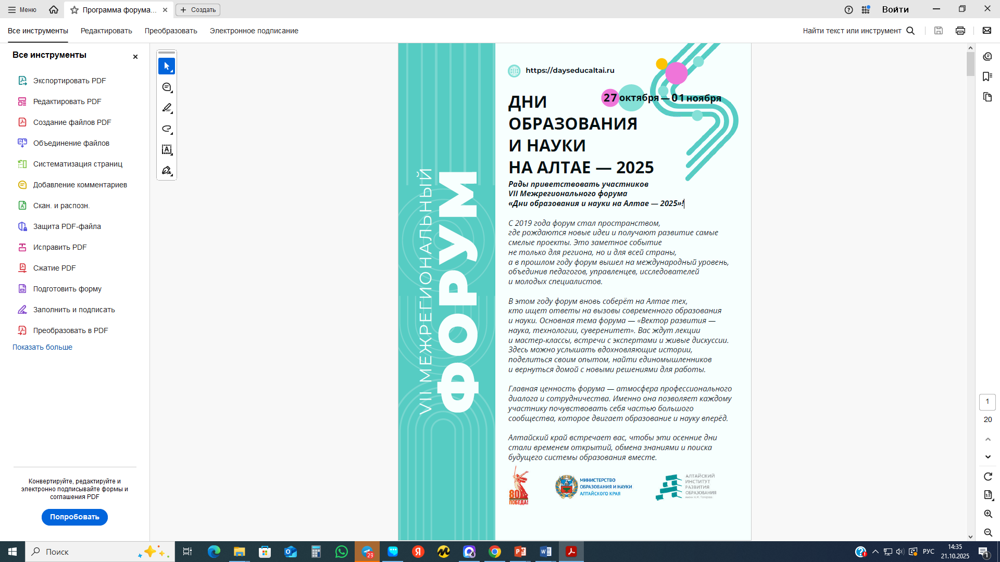 Меню
Программа форума...
Создать
Войти
Все инструменты
Редактировать
Преобразовать
Электронное подписание
Найти текст или инструмент
Все инструменты
Экспортировать PDF
Редактировать PDF
Создание файлов PDF
Объединение файлов
Систематизация страниц
Добавление комментариев
Скан. и распозн.
Защита PDF-файла
Исправить PDF
Сжатие PDF
Подготовить форму
Заполнить и подписать
Преобразовать в PDF
Показать больше
Конвертируйте, редактируйте и
электронно подписывайте формы и
соглашения PDF
Попробовать
VII МЕЖРЕГИОНАЛЬНЫЙ
ФОРУМ
https://dayseducaltai.ru
27 октября — 01 ноября
ДНИ
ОБРАЗОВАНИЯ
И НАУКИ
НА АЛТАЕ — 2025
Рады приветствовать участников
VII Межрегионального форума
«Дни образования и науки на Алтае — 2025»!
С 2019 года форум стал пространством,
где рождаются новые идеи и получают развитие самые
смелые проекты. Это заметное событие
не только для региона, но и для всей страны,
а в прошлом году форум вышел на международный уровень,
объединив педагогов, управленцев, исследователей
и молодых специалистов.
В этом году форум вновь соберёт на Алтае тех,
кто ищет ответы на вызовы современного образования
и науки. Основная тема форума — «Вектор развития —
наука, технологии, суверенитет». Вас ждут лекции
и мастер-классы, встречи с экспертами и живые дискуссии.
Здесь можно услышать вдохновляющие истории,
поделиться своим опытом, найти единомышленников
и вернуться домой с новыми решениями для работы.
Главная ценность форума — атмосфера профессионального
диалога и сотрудничества. Именно она позволяет каждому
участнику почувствовать себя частью большого
сообщества, которое двигает образование и науку вперёд.
Алтайский край встречает вас, чтобы эти осенние дни
стали временем открытий, обмена знаниями и поиска
будущего системы образования вместе.
80
ПОБЕДА!
МИНИСТЕРСТВО
ОБРАЗОВАНИЯ И НАУКИ
АЛТАЙСКОГО КРАЯ
АЛТАЙСКИЙ
ИНСТИТУТ
РАЗВИТИЯ
ОБРАЗОВАНИЯ
имени А.М. Топорова
1
20
1:1
Поиск
29
4
РУС
14:35
21.10.2025
1